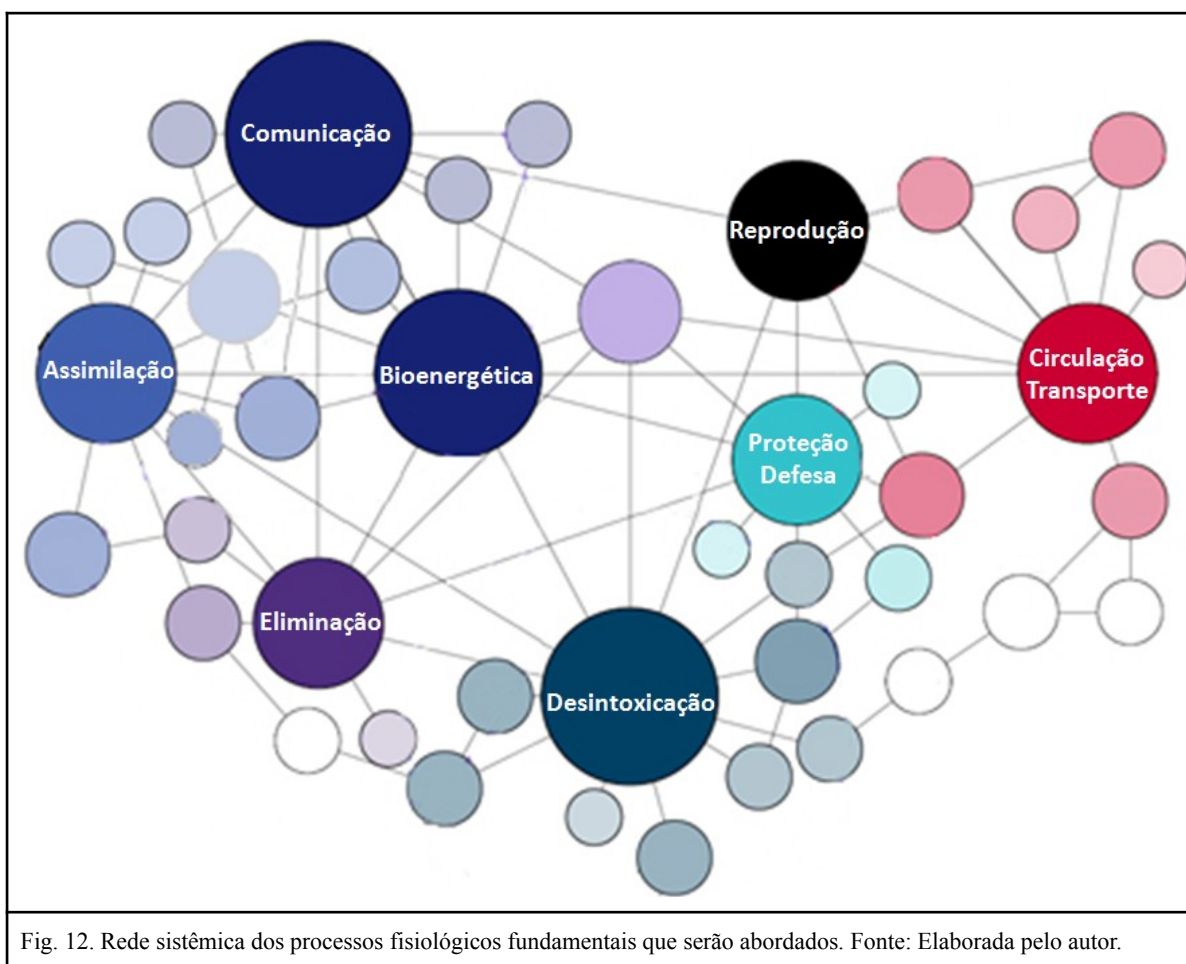 Comunicação
Reprodução
Assimilação
Bioenergética
Circulação
Transporte
Proteção
Defesa
Eliminação
Desintoxicação
Fig. 12. Rede sistêmica dos processos fisiológicos fundamentais que serão abordados. Fonte: Elaborada pelo autor.